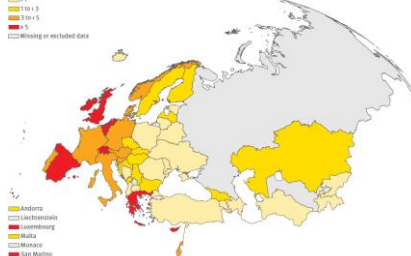 1 to < 3
3 to < 5
≥ 5
Missing or excluded data
Andorra
Liechtenstein
Luxembourg
Malta
Monaco
San Marino